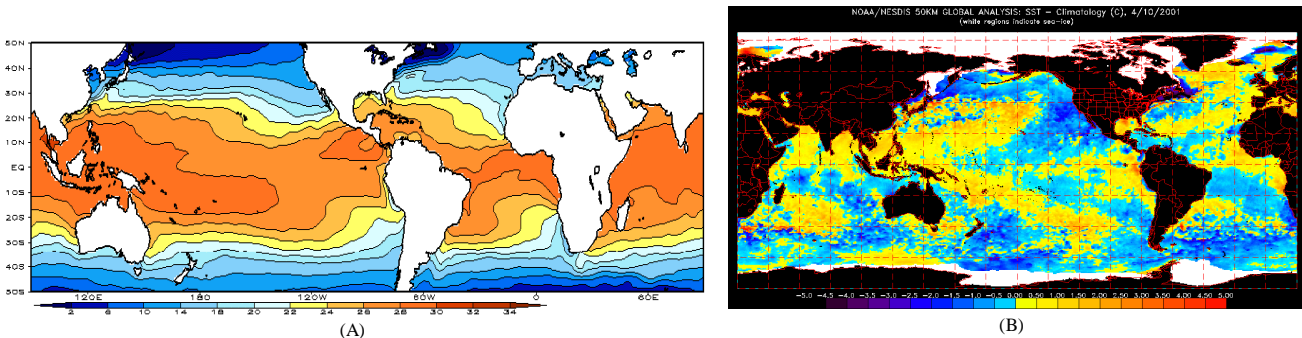 NOAA/NESDIS 50KM GLOBAL ANALYSIS: SST - Climatology (C), 4/10/2001
(white regions indicate sea-ice)
50N
40N
30N
20N
10N
EQ
10S
20S
30S
40S
50S
120E 180 120W 60W 0 60E
2 6 10 14 18 20 22 24 26 28 30 32 34
-5.0 -4.5 -4.0 -3.5 -3.0 -2.5 -2.0 -1.5 -1.0 -0.5 0.00 0.50 1.00 1.50 2.00 2.50 3.00 3.50 4.00 4.50 5.00
(A)
(B)